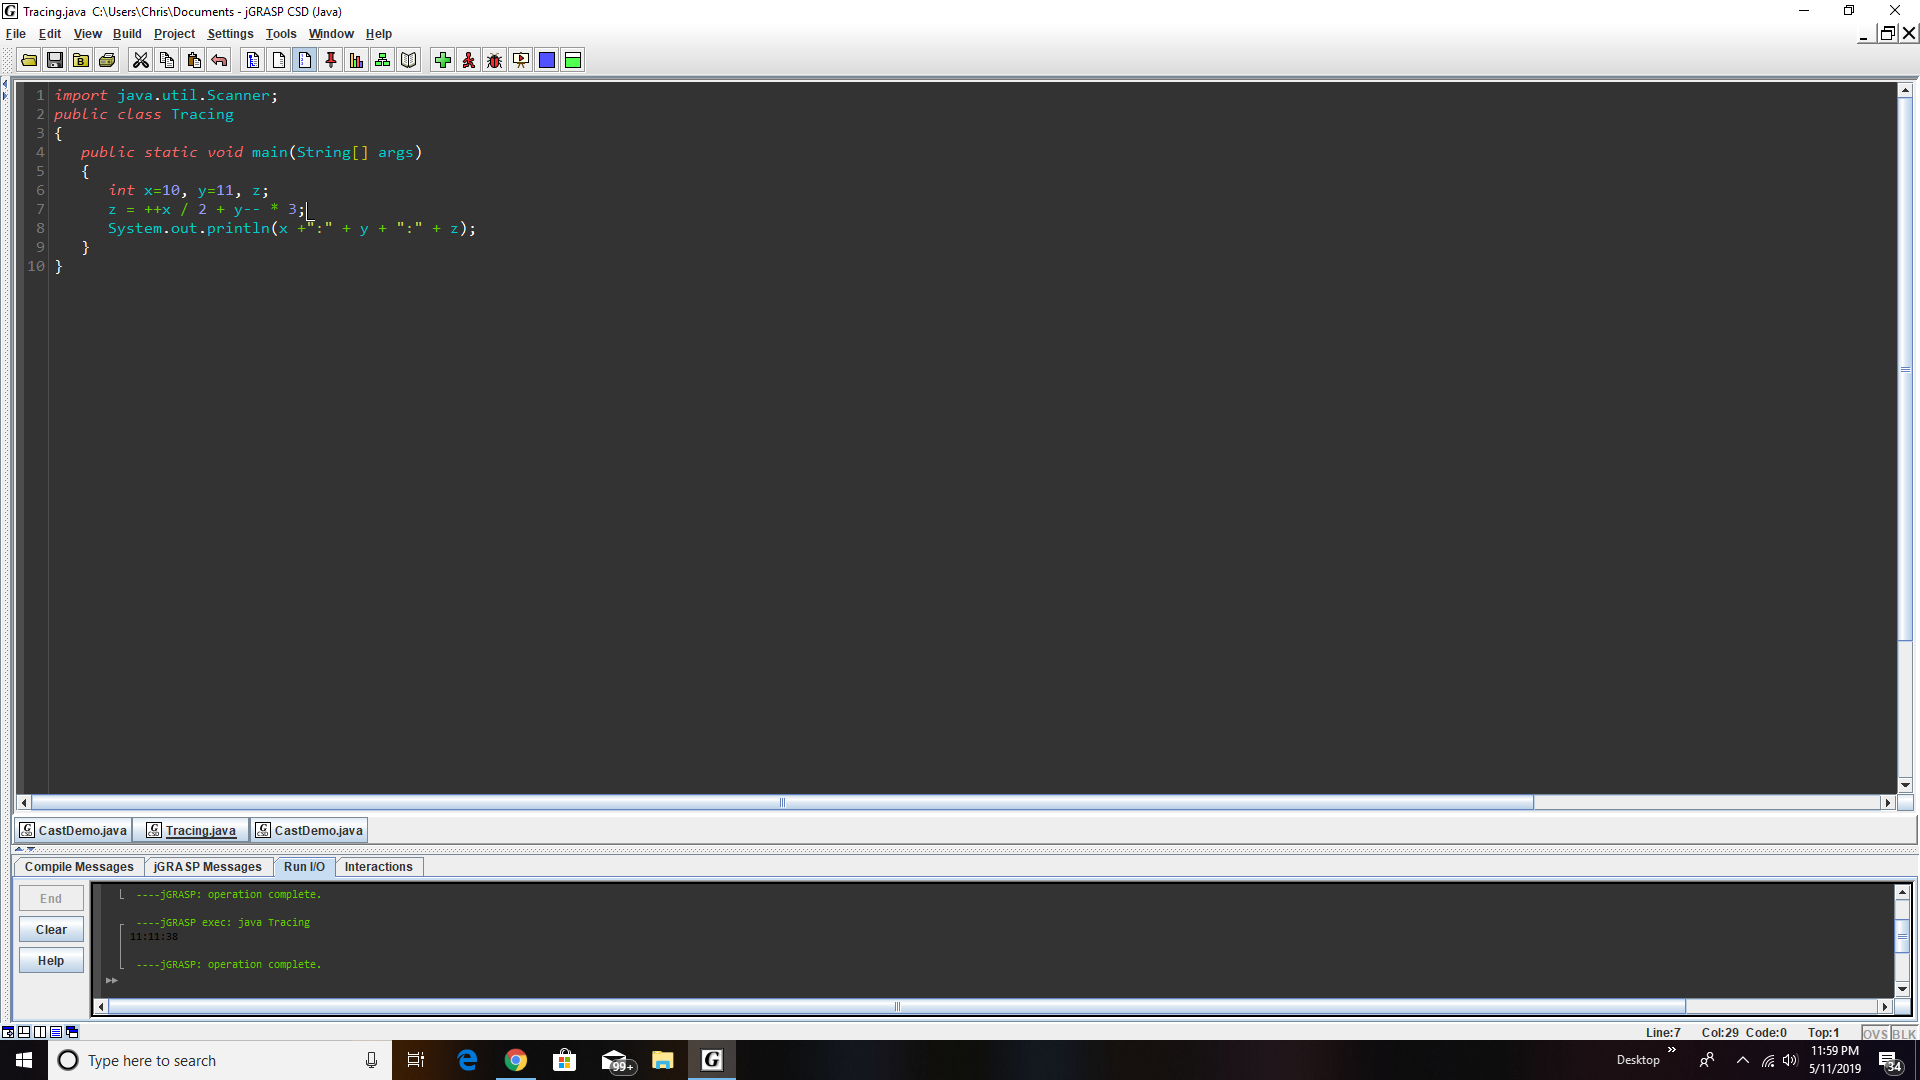 Tracing.java  C:\Users\Chris\Documents - jGRASP CSD (Java)
File Edit View Build Project Settings Tools Window Help
1 import java.util.Scanner;
2 public class Tracing
3 {
4    public static void main(String[] args)
5    {
6       int x=10, y=11, z;
7       z = ++x / 2 + y-- * 3;
8       System.out.println(x +":" + y + ":" + z);
9    }
10 }
CastDemo.java Tracing.java CastDemo.java
Compile Messages jGRASP Messages Run I/O Interactions
End
Clear
Help
----jGRASP: operation complete.
----jGRASP exec: java Tracing
11:11:38
----jGRASP: operation complete.
Line:7 Col:29 Code:0 Top:1 OVS BLK
Type here to search
99+
Desktop
11:59 PM
5/11/2019
34